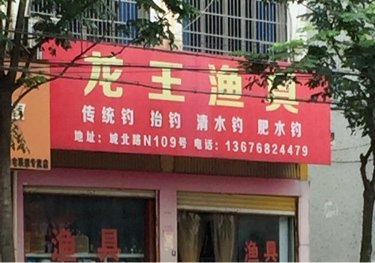 龙王渔具
传统钓 抬钓 清水钓 肥水钓
地址：城北路N109号 电话：13676824479
渔具
渔具